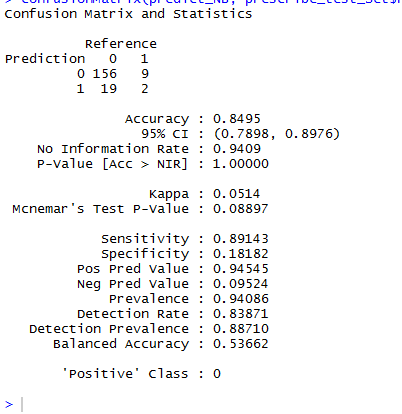 > confusionMatrix(predict_NB, prescribe_test_set$
Confusion Matrix and Statistics
Reference
Prediction 0 1
0 156 9
1 19 2
Accuracy : 0.8495
95% CI : (0.7898, 0.8976)
No Information Rate : 0.9409
P-Value [Acc > NIR] : 1.00000
Kappa : 0.0514
Mcnemar's Test P-Value : 0.08897
Sensitivity : 0.89143
Specificity : 0.18182
Pos Pred Value : 0.94545
Neg Pred Value : 0.09524
Prevalence : 0.94086
Detection Rate : 0.83871
Detection Prevalence : 0.88710
Balanced Accuracy : 0.53662
'Positive' Class : 0
>